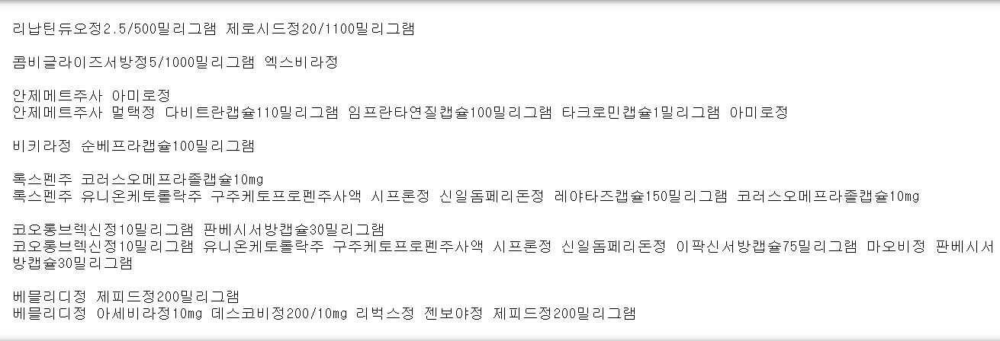 리납틴듀오정2.5/500밀리그램 제로시드정20/1100밀리그램
콤비글라이즈서방정5/1000밀리그램 엑스비라정
안제메트주사 아미로정
안제메트주사 멀택정 다비트란캡슐110밀리그램 임프란타연질캡슐100밀리그램 타크로민캡슐1밀리그램 아미로정
비키라정 순베프라캡슐100밀리그램
록스펜주 코러스오메프라졸캡슐10mg
록스펜주 유니온케토롤락주 구주케토프로펜주사액 시프론정 신일돔페리돈정 레야타즈캡슐150밀리그램 코러스오메프라졸캡슐10mg
코오롱브렉신정10밀리그램 판베시서방캡슐30밀리그램
코오롱브렉신정10밀리그램 유니온케토롤락주 구주케토프로펜주사액 시프론정 신일돔페리돈정 이팍신서방캡슐75밀리그램 마오비정 판베시서
방캡슐30밀리그램
베믈리디정 제피드정200밀리그램
베믈리디정 아세비라정10mg 데스코비정200/10mg 리벅스정 젠보야정 제피드정200밀리그램